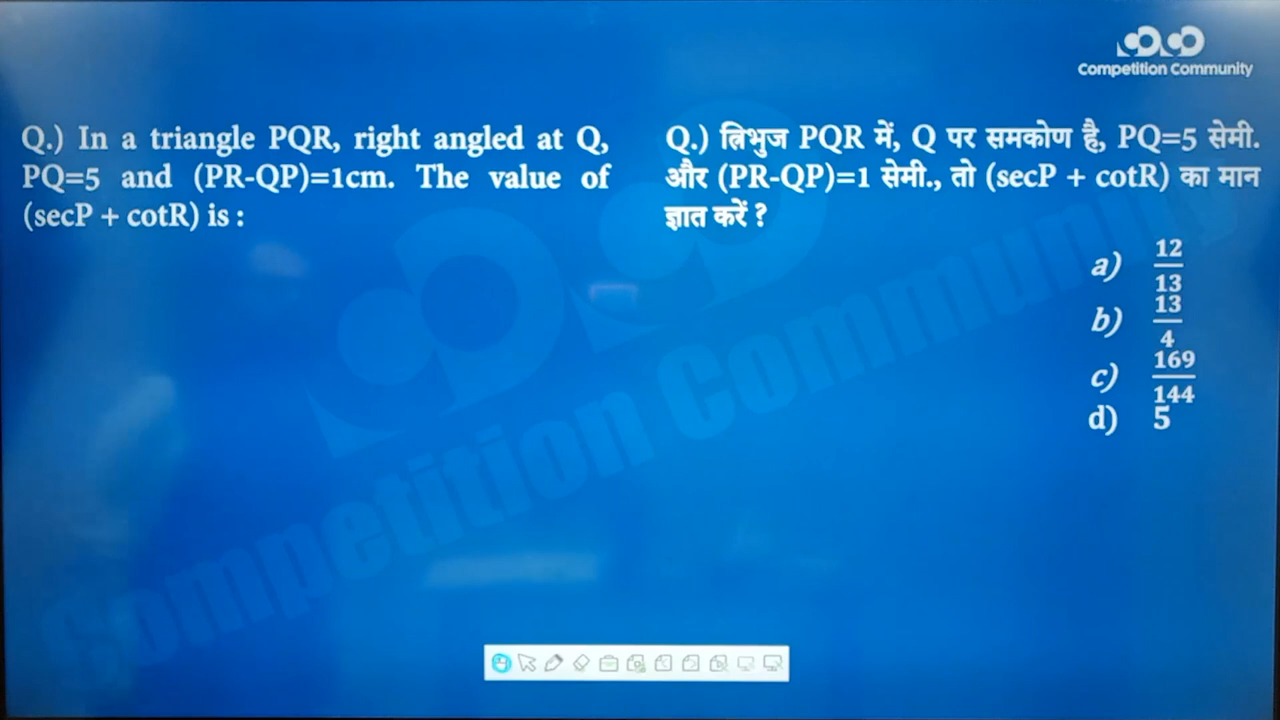 Competition Community
Q.) In a triangle PQR, right angled at Q,
PQ=5 and (PR-QP)=1cm. The value of
(secP + cotR) is :
Q.) त्रिभुज PQR में, Q पर समकोण है, PQ=5 सेमी.
और (PR-QP)=1 सेमी., तो (secP + cotR) का मान
ज्ञात करें ?
a) 12/13
b) 13/4
c) 169/144
d) 5
Competition Community